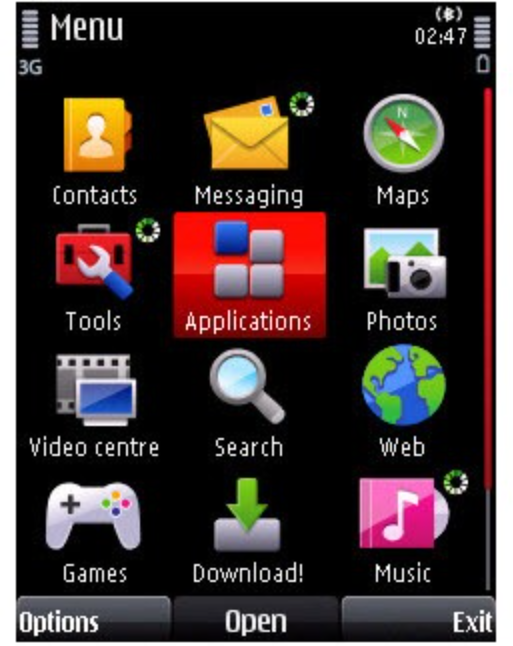 Menu
02:47
3G
Contacts Messaging Maps
Tools Applications Photos
Video centre Search Web
Games Download! Music
Options Open Exit